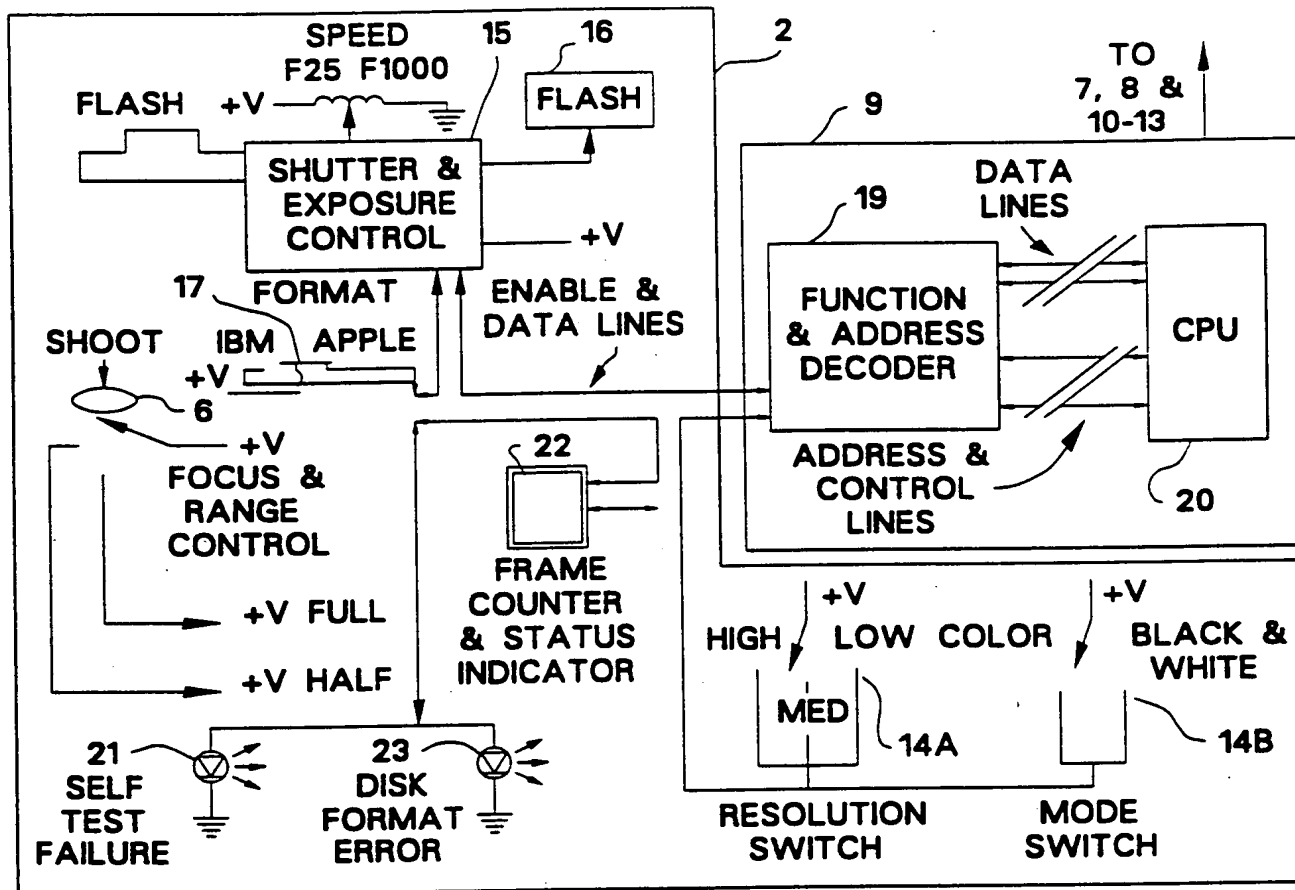 SPEED
F25 F1000
15
16
2
FLASH
+V
FLASH
SHUTTER &
EXPOSURE
CONTROL
+V
17
FORMAT
IBM APPLE
SHOOT
+V
6
ENABLE &
DATA LINES
+V
FOCUS &
RANGE
CONTROL
22
FRAME
COUNTER
& STATUS
INDICATOR
+V FULL
+V HALF
21
SELF
TEST
FAILURE
23
DISK
FORMAT
ERROR
TO
7, 8 &
10-13
9
DATA
LINES
19
FUNCTION
& ADDRESS
DECODER
CPU
ADDRESS &
CONTROL
LINES
20
+V
HIGH LOW
MED
14A
RESOLUTION
SWITCH
+V
COLOR BLACK &
WHITE
14B
MODE
SWITCH